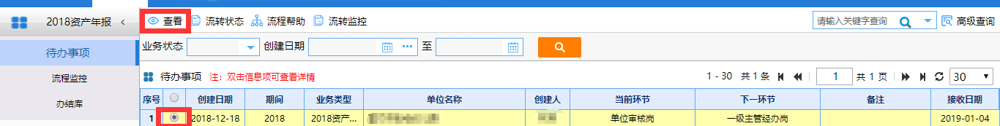 2018资产年报 <
查看 流转状态 流程帮助 流转监控 请输入关键字查询 高级查询
待办事项
业务状态 创建日期 ••• 至
流程监控
待办事项 注：双击信息项可查看详情 1 - 30 共 1 条 1 共 1 页 30
办结库
序号 创建日期 期间 业务类型 单位名称 创建人 当前环节 下一环节 备注 接收日期
1 2018-12-18 2018 2018资产... 单位审核岗 一级主管经办岗 2019-01-04